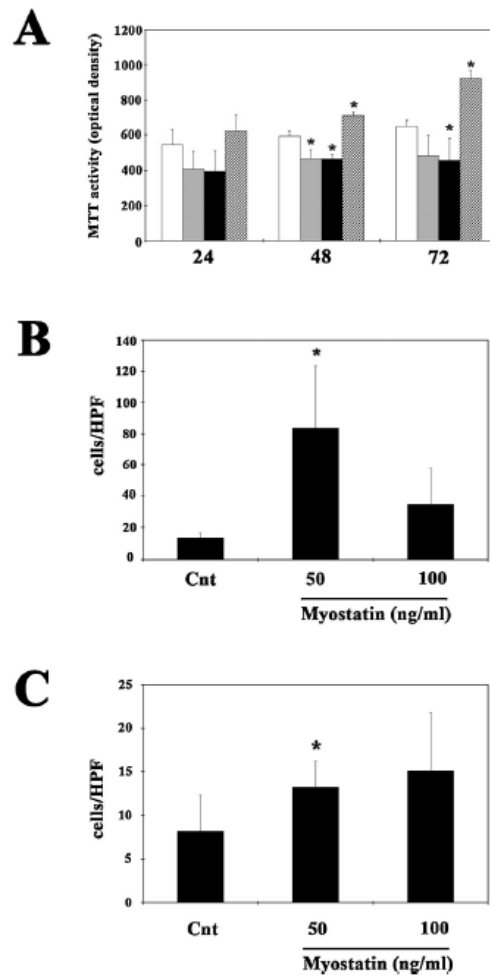 A
MTT activity (optical density)
1200
1000
800
600
400
200
0
* * *
* *
24 48 72
B
cells/HPF
140
120
100
80
60
40
20
0
*
Cnt 50 100
Myostatin (ng/ml)
C
cells/HPF
25
20
15
10
5
0
*
Cnt 50 100
Myostatin (ng/ml)